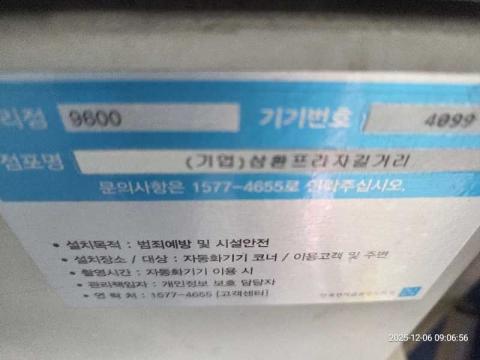 리점 9600 기기번호 4099
점포명 (기업)삼환프라자길거리
문의사항은 1577-4655로 연락주십시오.
• 설치목적 : 범죄예방 및 시설안전
• 설치장소 / 대상 : 자동화기기 코너 / 이용고객 및 주변
• 촬영시간 : 자동화기기 이용 시
• 관리책임자 : 개인정보 보호 담당자
• 연 락 처 : 1577-4655 (고객센터)
2025-12-06 09:06:56